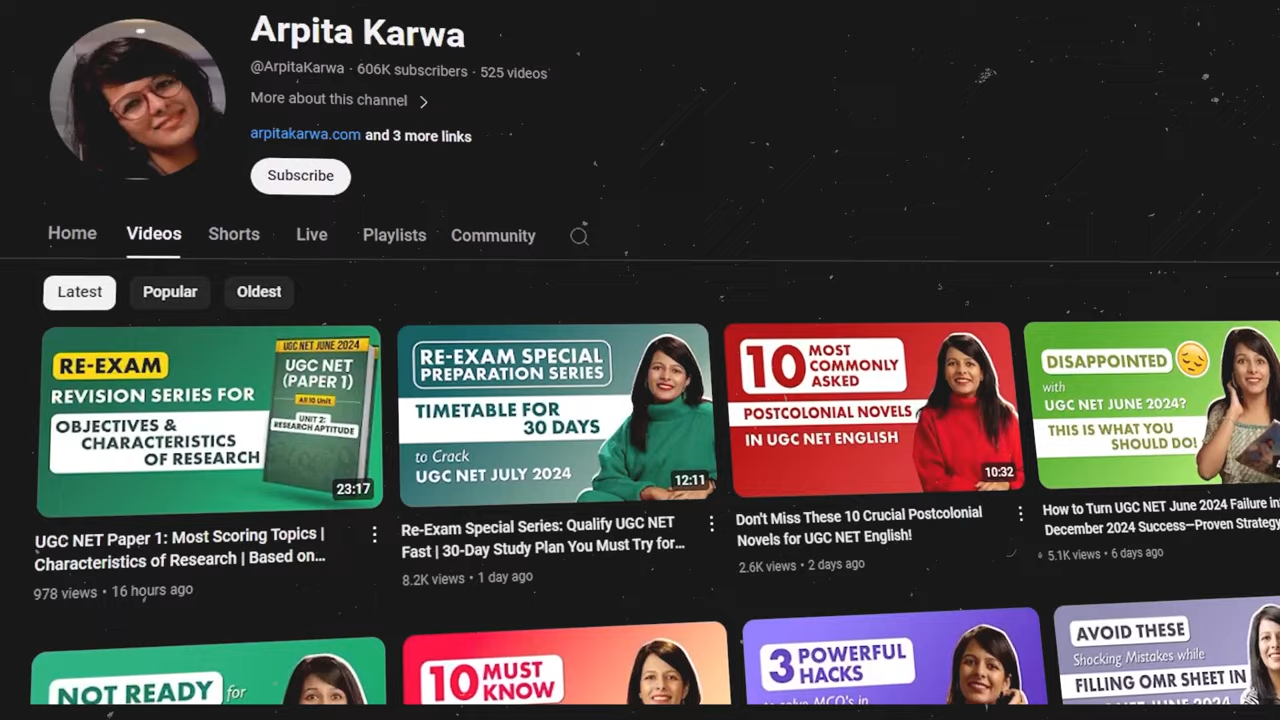 Arpita Karwa
@ArpitaKarwa · 606K subscribers · 525 videos
More about this channel
arpitakarwa.com and 3 more links
Subscribe
Home Videos Shorts Live Playlists Community
Latest Popular Oldest
RE-EXAM
REVISION SERIES FOR
OBJECTIVES &
CHARACTERISTICS
OF RESEARCH
UGC NET JUNE 2024
UGC NET
(PAPER 1)
All 10 Unit
UNIT 2:
RESEARCH APTITUDE
23:17
UGC NET Paper 1: Most Scoring Topics |
Characteristics of Research | Based on...
978 views • 16 hours ago
RE-EXAM SPECIAL
PREPARATION SERIES
TIMETABLE FOR
30 DAYS
to Crack
UGC NET JULY 2024
12:11
Re-Exam Special Series: Qualify UGC NET
Fast | 30-Day Study Plan You Must Try for...
8.2K views • 1 day ago
10 MOST
COMMONLY
ASKED
POSTCOLONIAL NOVELS
IN UGC NET ENGLISH
10:32
Don't Miss These 10 Crucial Postcolonial
Novels for UGC NET English!
2.6K views • 2 days ago
DISAPPOINTED
with
UGC NET JUNE 2024?
THIS IS WHAT YOU
SHOULD DO!
How to Turn UGC NET June 2024 Failure in
December 2024 Success—Proven Strategy
5.1K views • 6 days ago
NOT READY for
10 MUST
KNOW
3 POWERFUL
HACKS
to solve MCQ's in
AVOID THESE
Shocking Mistakes while
FILLING OMR SHEET IN
NET JUNE 2024